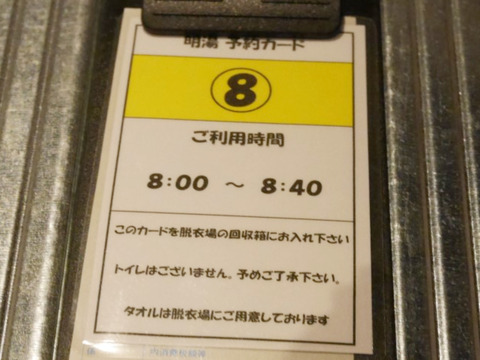 明湯 予約カード
⑧
ご利用時間
8:00 ～ 8:40
このカードを脱衣場の回収箱にお入れ下さい
トイレはございません。予めご了承下さい。
タオルは脱衣場にご用意しております